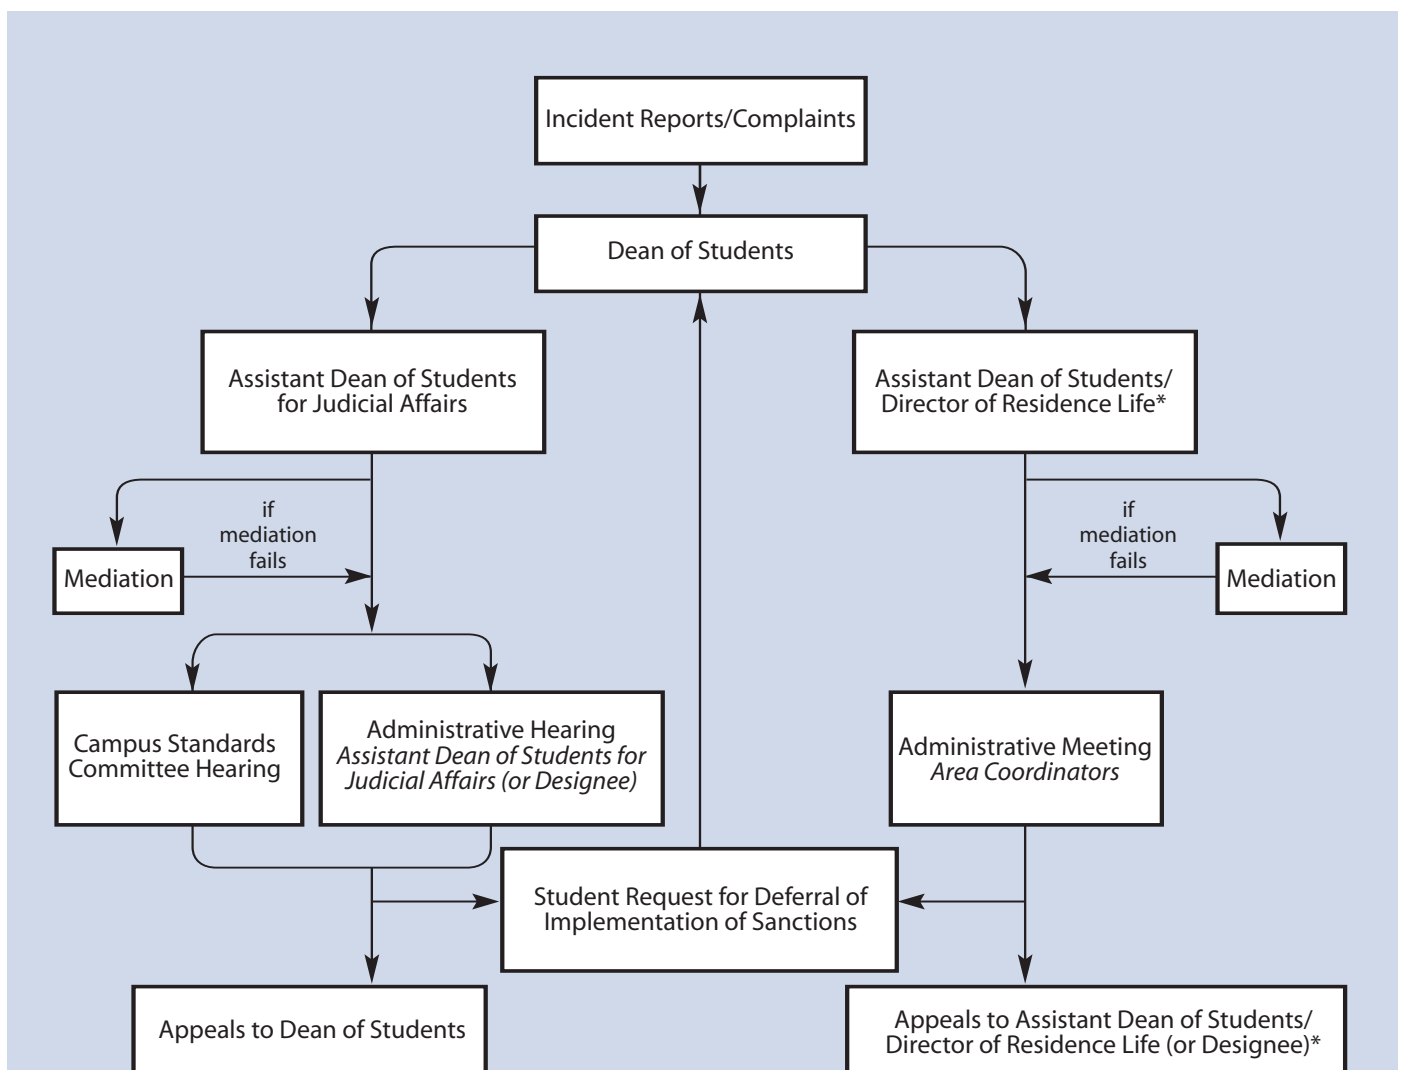 Incident Reports/Complaints
Dean of Students
Assistant Dean of Students
for Judicial Affairs
Assistant Dean of Students/
Director of Residence Life*
if
mediation
fails
Mediation
if
mediation
fails
Mediation
Campus Standards
Committee Hearing
Administrative Hearing
Assistant Dean of Students for
Judicial Affairs (or Designee)
Administrative Meeting
Area Coordinators
Student Request for Deferral of
Implementation of Sanctions
Appeals to Dean of Students
Appeals to Assistant Dean of Students/
Director of Residence Life (or Designee)*